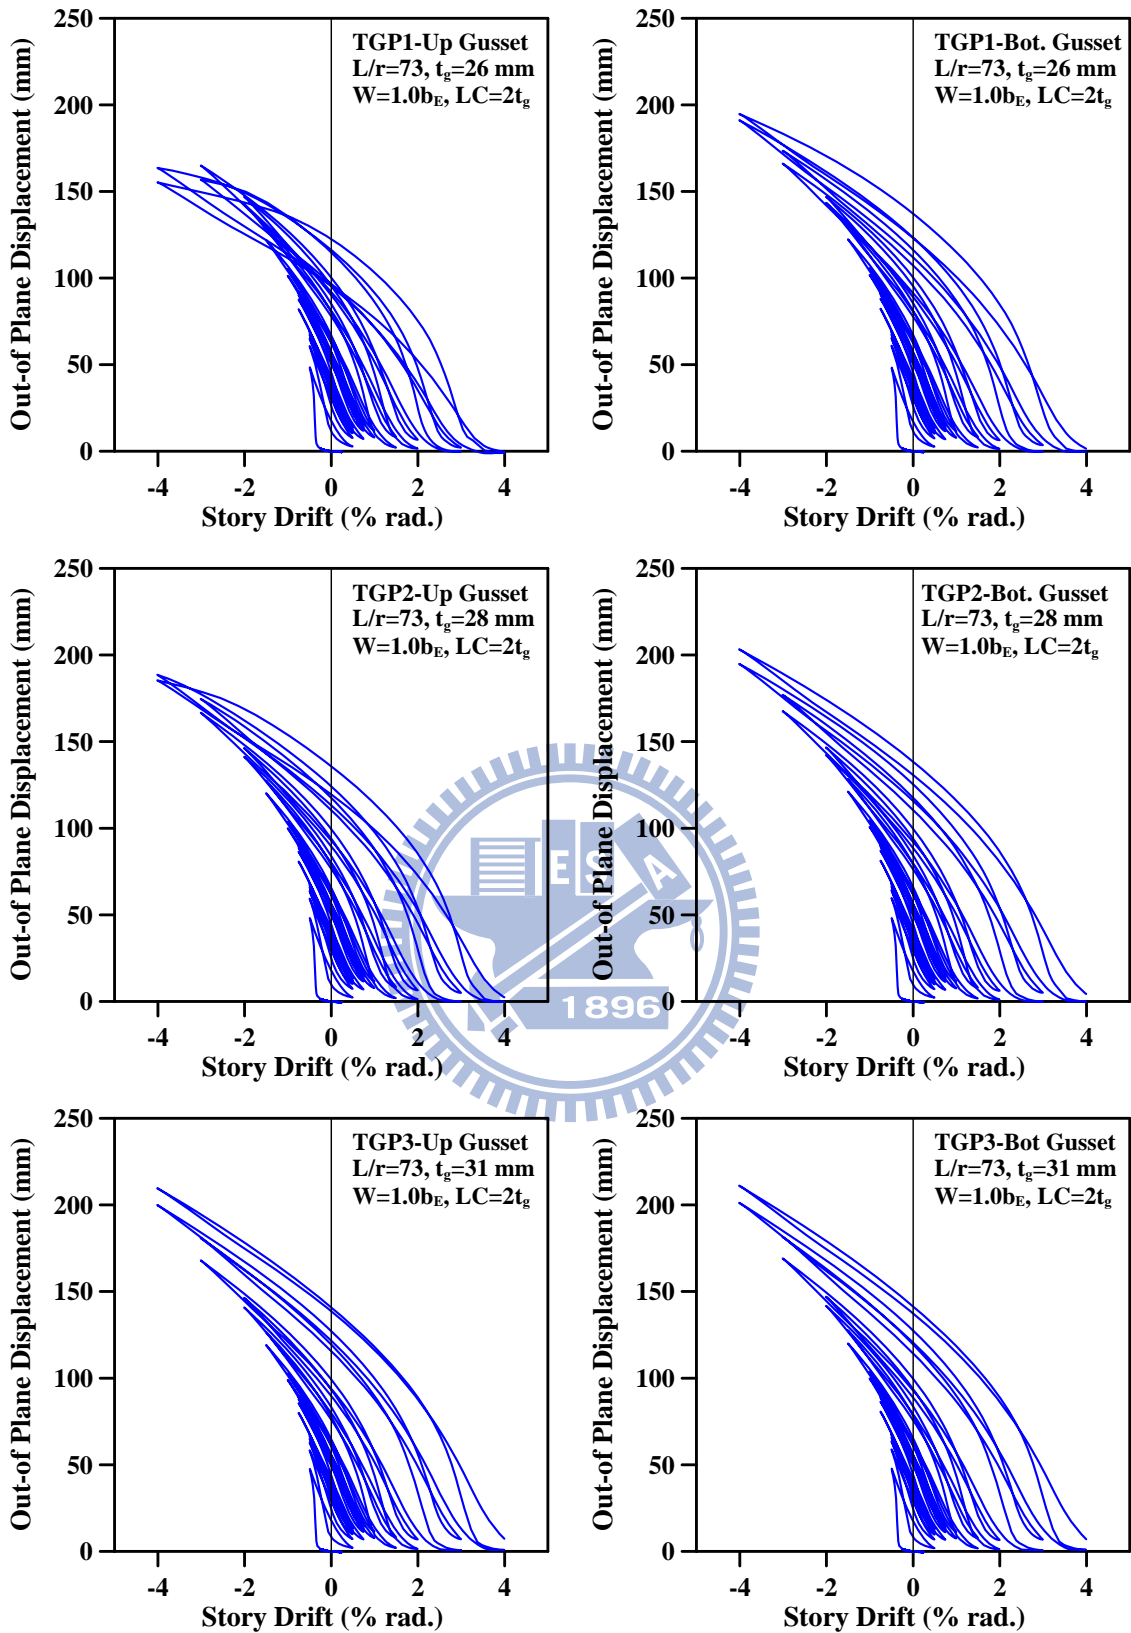 250
200
150
100
50
0
Out-of Plane Displacement (mm)
TGP1-Up Gusset
L/r=73, tg=26 mm
W=1.0bE, LC=2tg
-4 -2 0 2 4
Story Drift (% rad.)
250
200
150
100
50
0
Out-of Plane Displacement (mm)
TGP1-Bot. Gusset
L/r=73, tg=26 mm
W=1.0bE, LC=2tg
-4 -2 0 2 4
Story Drift (% rad.)
250
200
150
100
50
0
Out-of Plane Displacement (mm)
TGP2-Up Gusset
L/r=73, tg=28 mm
W=1.0bE, LC=2tg
-4 -2 0 2 4
Story Drift (% rad.)
250
200
150
100
50
0
Out-of Plane Displacement (mm)
TGP2-Bot. Gusset
L/r=73, tg=28 mm
W=1.0bE, LC=2tg
-4 -2 0 2 4
Story Drift (% rad.)
ESA
1896
250
200
150
100
50
0
Out-of Plane Displacement (mm)
TGP3-Up Gusset
L/r=73, tg=31 mm
W=1.0bE, LC=2tg
-4 -2 0 2 4
Story Drift (% rad.)
250
200
150
100
50
0
Out-of Plane Displacement (mm)
TGP3-Bot Gusset
L/r=73, tg=31 mm
W=1.0bE, LC=2tg
-4 -2 0 2 4
Story Drift (% rad.)